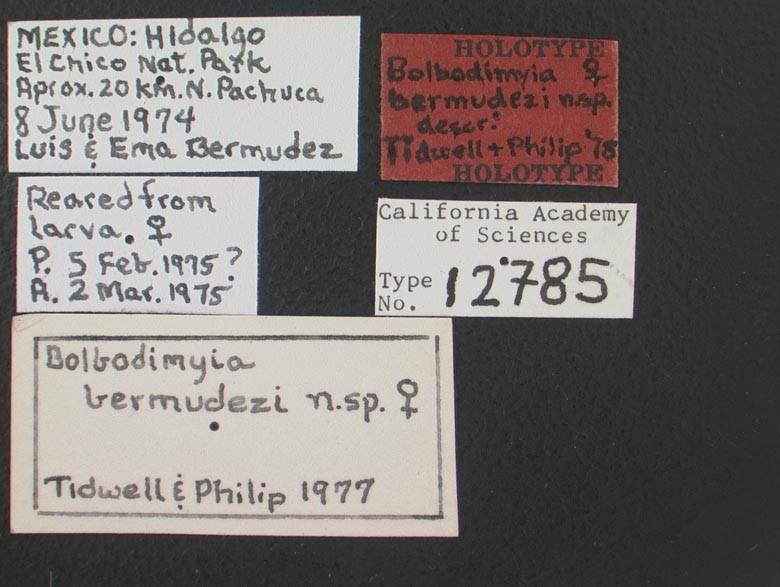 MEXICO: Hidalgo
El Chico Nat. Park
Aprox. 20 km. N. Pachuca
8 June 1974
Luis & Ema Bermudez
HOLOTYPE
Bolbodimyia ♀
bermudezi n.sp.
descr:
Tidwell + Philip '78
HOLOTYPE
Reared from
larva. ♀
P. 5 Feb. 1975?
A. 2 Mar. 1975
California Academy
of Sciences
Type
No. 12785
Bolbodimyia
bermudezi n.sp. ♀
Tidwell & Philip 1977